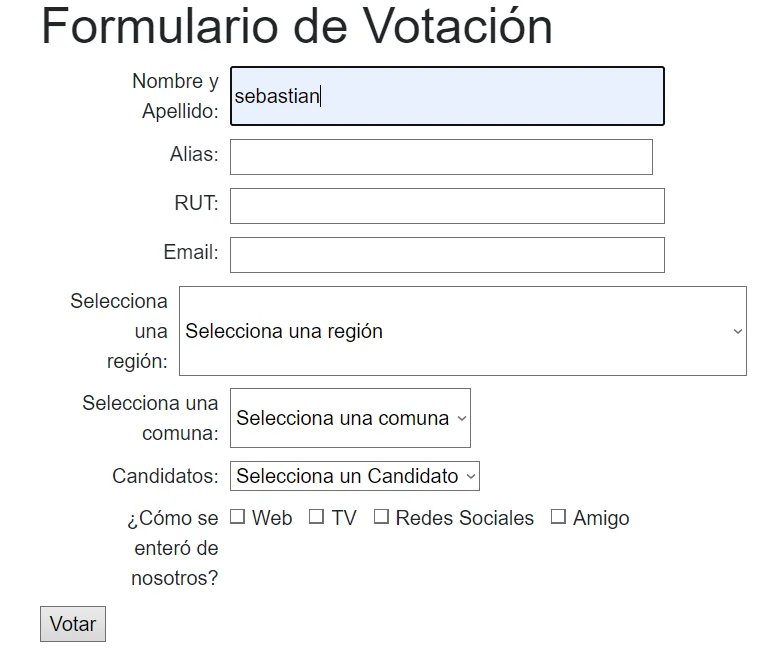 Formulario de Votación
Nombre y
Apellido:
sebastian
Alias:
RUT:
Email:
Selecciona
una
región:
Selecciona una región
Selecciona una
comuna:
Selecciona una comuna
Candidatos:
Selecciona un Candidato
¿Cómo se
enteró de
nosotros?
Web
TV
Redes Sociales
Amigo
Votar